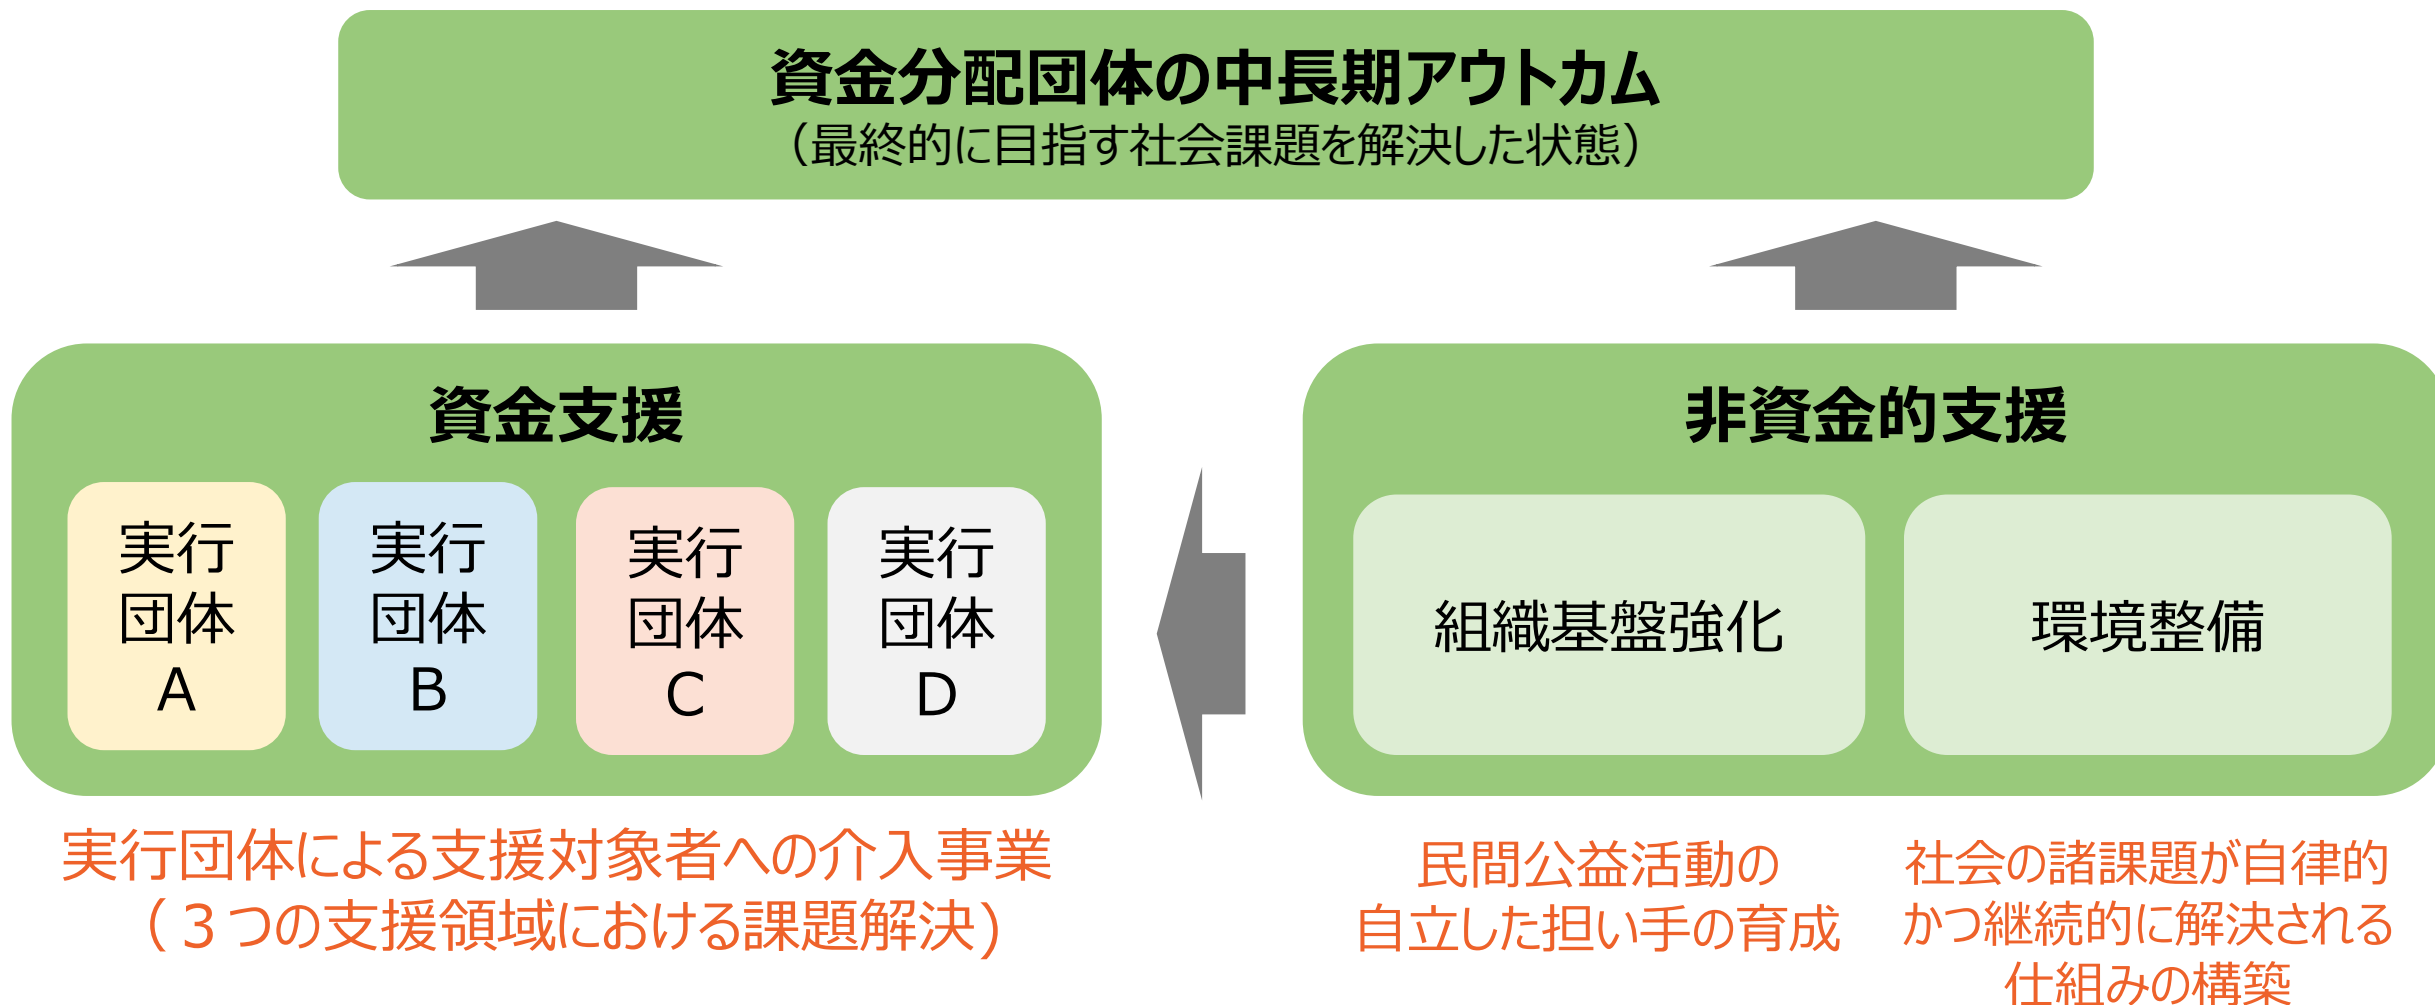 資金分配団体の中長期アウトカム
（最終的に目指す社会課題を解決した状態）
資金支援
実行
団体
A
実行
団体
B
実行
団体
C
実行
団体
D
実行団体による支援対象者への介入事業
（３つの支援領域における課題解決)
非資金的支援
組織基盤強化
環境整備
民間公益活動の
自立した担い手の育成
社会の諸課題が自律的
かつ継続的に解決される
仕組みの構築